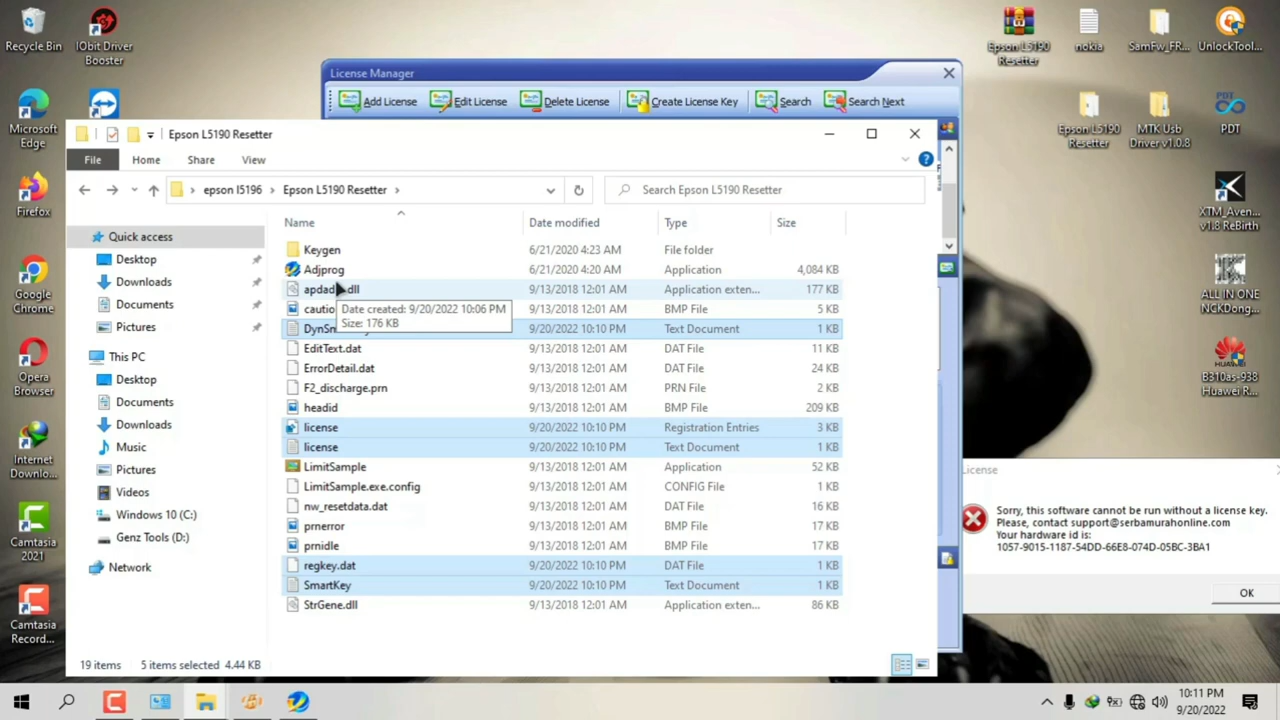 Recycle Bin
IObit Driver
Booster
Epson L5190
Resetter
nokia
SamFw_FR...
UnlockTool...
License Manager
Add License
Edit License
Delete License
Create License Key
Search
Search Next
Microsoft
Edge
Epson L5190
Resetter
MTK Usb
Driver v1.0.8
PDT
Epson L5190 Resetter
File
Home
Share
View
epson l5196
Epson L5190 Resetter
Search Epson L5190 Resetter
Firefox
XTM_Aven...
v1.8 ReBirth
Name
Date modified
Type
Size
Quick access
Desktop
Downloads
Documents
Pictures
This PC
Desktop
Documents
Downloads
Music
Pictures
Videos
Windows 10 (C:)
Genz Tools (D:)
Network
Keygen 6/21/2020 4:23 AM File folder
Adjprog 6/21/2020 4:20 AM Application 4,084 KB
apdad .dll 9/13/2018 12:01 AM Application exten... 177 KB
cautio 9/13/2018 12:01 AM BMP File 5 KB
Date created: 9/20/2022 10:06 PM
Size: 176 KB
DynSm 9/20/2022 10:10 PM Text Document 1 KB
EditText.dat 9/13/2018 12:01 AM DAT File 11 KB
ErrorDetail.dat 9/13/2018 12:01 AM DAT File 24 KB
F2_discharge.prn 9/13/2018 12:01 AM PRN File 2 KB
headid 9/13/2018 12:01 AM BMP File 209 KB
license 9/20/2022 10:10 PM Registration Entries 3 KB
license 9/20/2022 10:10 PM Text Document 1 KB
LimitSample 9/13/2018 12:01 AM Application 52 KB
LimitSample.exe.config 9/13/2018 12:01 AM CONFIG File 1 KB
nw_resetdata.dat 9/13/2018 12:01 AM DAT File 16 KB
prnerror 9/13/2018 12:01 AM BMP File 17 KB
prnidle 9/13/2018 12:01 AM BMP File 17 KB
regkey.dat 9/20/2022 10:10 PM DAT File 1 KB
SmartKey 9/20/2022 10:10 PM Text Document 1 KB
StrGene.dll 9/13/2018 12:01 AM Application exten... 86 KB
19 items
5 items selected 4.44 KB
Google
Chrome
Opera
Browser
Internet
Downlo...
Camtasia
2021
Camtasia
Record...
ALL IN ONE
NCKDong...
B310as-938
Huawei R...
License
Sorry, this software cannot be run without a license key.
Please, contact support@serbamurahonline.com
Your hardware id is:
1057-9015-1187-54DD-66E8-074D-05BC-3BA1
OK
10:11 PM
9/20/2022